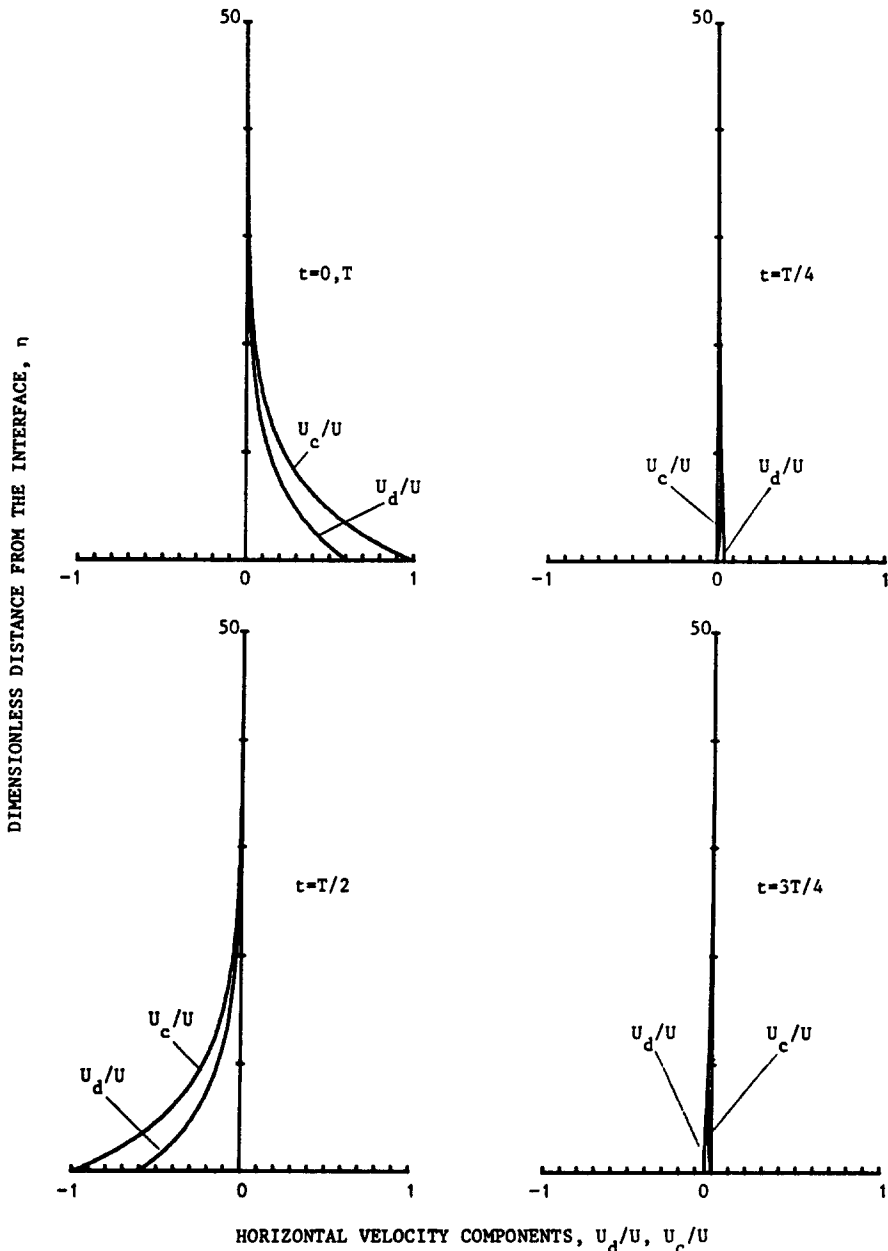 50
50
t=0,T
t=T/4
U_c/U
U_d/U
U_c/U
U_d/U
-1
0
1
-1
0
1
DIMENSIONLESS DISTANCE FROM THE INTERFACE, η
50
50
t=T/2
t=3T/4
U_c/U
U_d/U
U_d/U
U_c/U
-1
0
1
-1
0
1
HORIZONTAL VELOCITY COMPONENTS, U_d/U, U_c/U